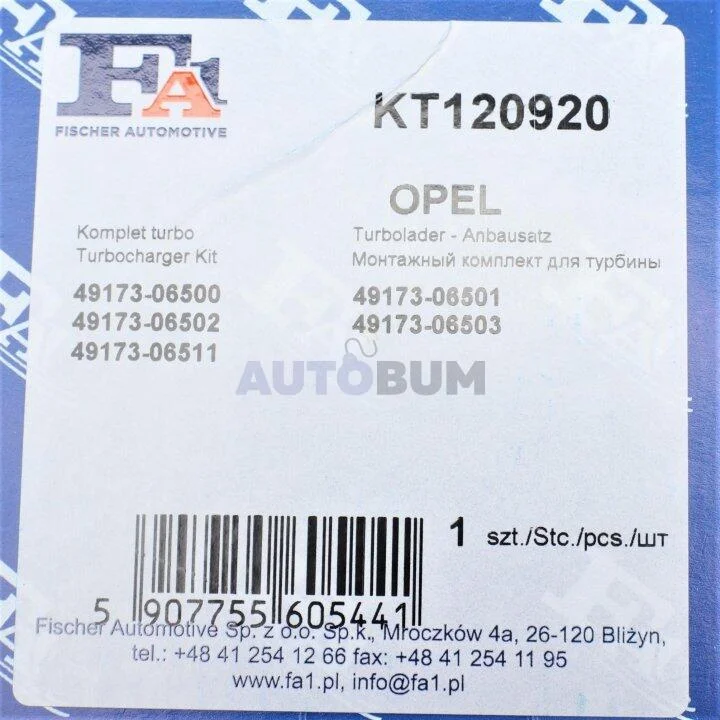 FA1
KT120920
FISCHER AUTOMOTIVE
OPEL
Komplet turbo
Turbocharger Kit
Turbolader - Anbausatz
Монтажный комплект для турбины
49173-06500
49173-06501
49173-06502
49173-06503
49173-06511
AUTOBUM
1 szt./Stc./pcs./шт
5 907755 605441
Fischer Automotive Sp. z o.o. Sp.k., Mroczków 4a, 26-120 Bliżyn,
tel.: +48 41 254 12 66 fax: +48 41 254 11 95
www.fa1.pl, info@fa1.pl